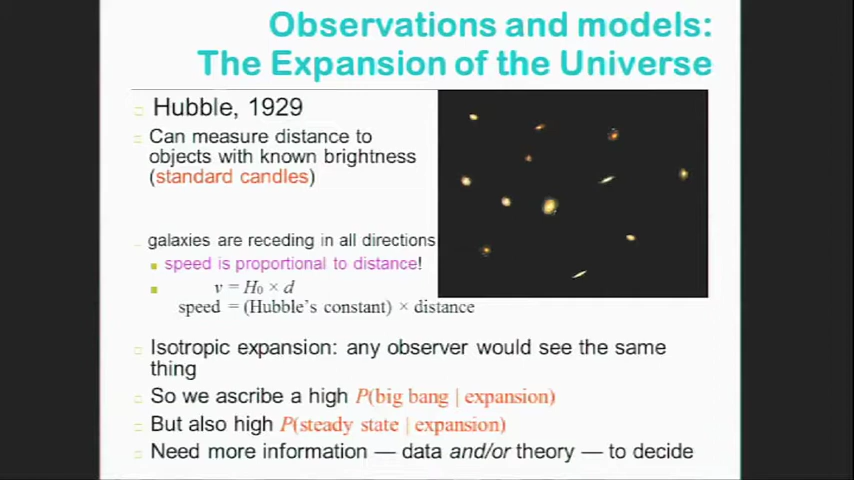 Observations and models:
The Expansion of the Universe
Hubble, 1929
Can measure distance to
objects with known brightness
(standard candles)
galaxies are receding in all directions
speed is proportional to distance!
v = H₀ × d
speed = (Hubble's constant) × distance
Isotropic expansion: any observer would see the same
thing
So we ascribe a high P(big bang | expansion)
But also high P(steady state | expansion)
Need more information — data and/or theory — to decide